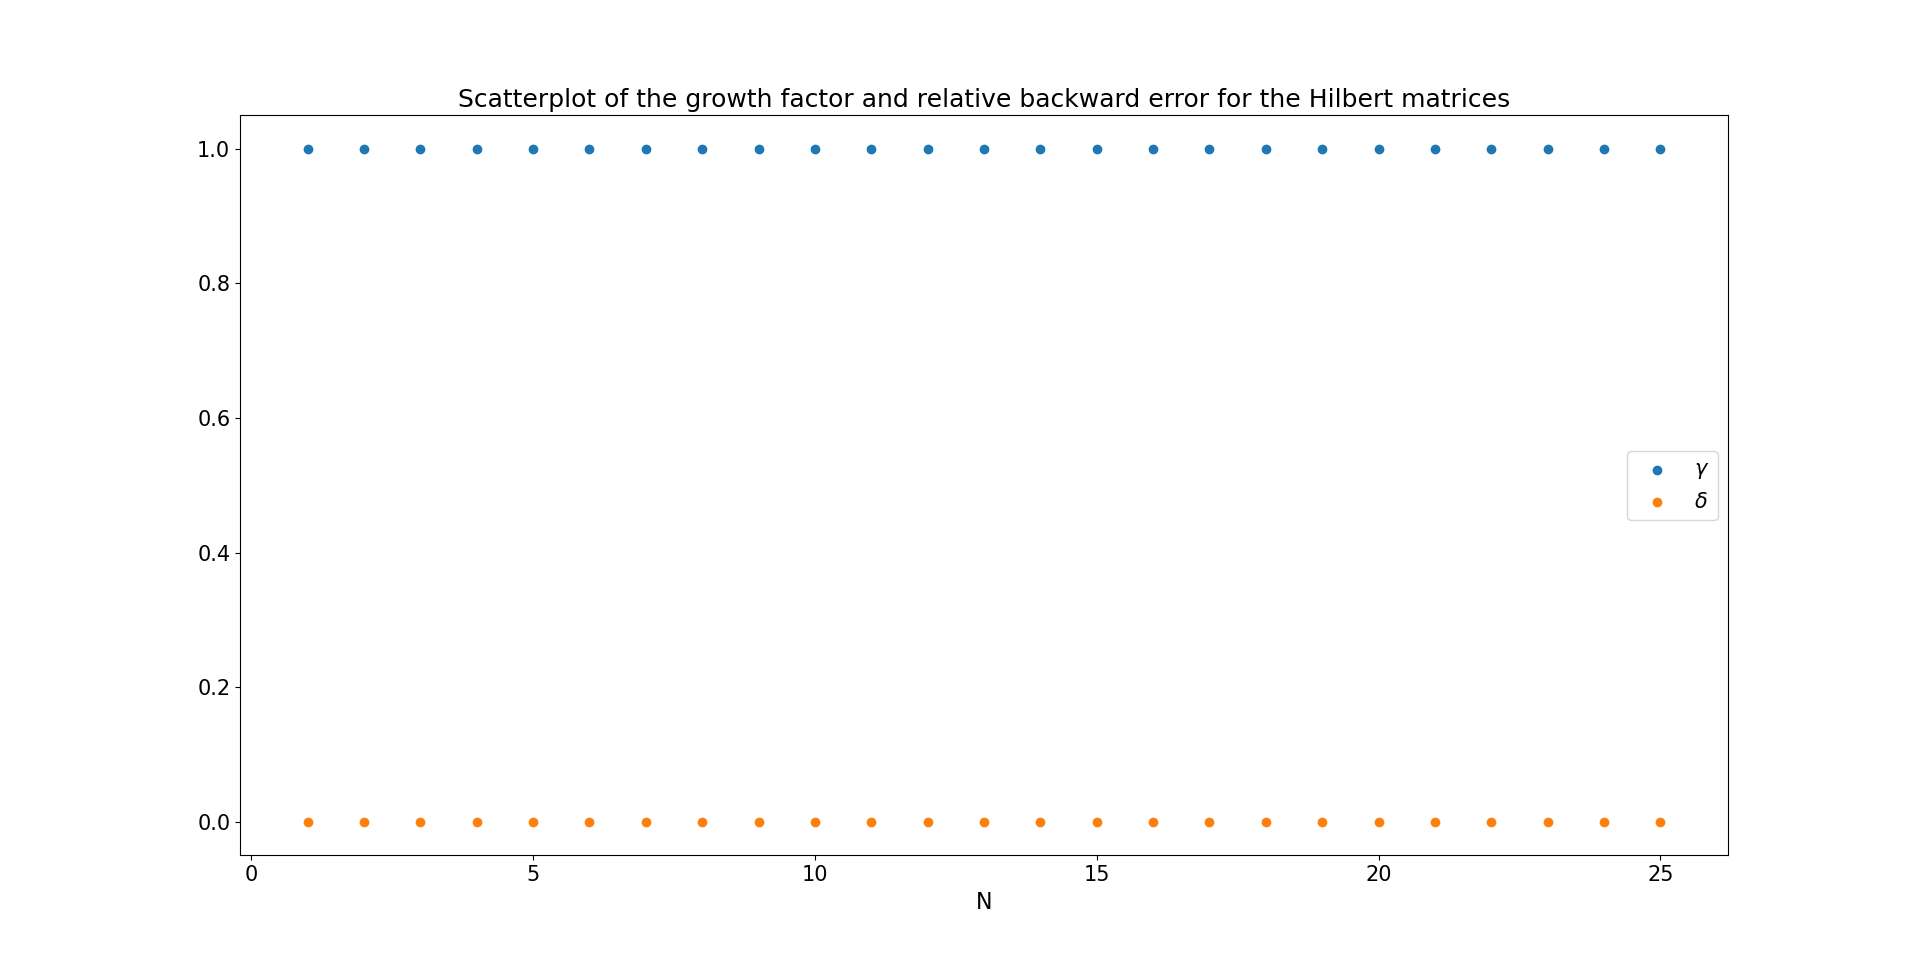 Scatterplot of the growth factor and relative backward error for the Hilbert matrices
1.0
0.8
0.6
0.4
0.2
0.0
γ
δ
0 5 10 15 20 25
N